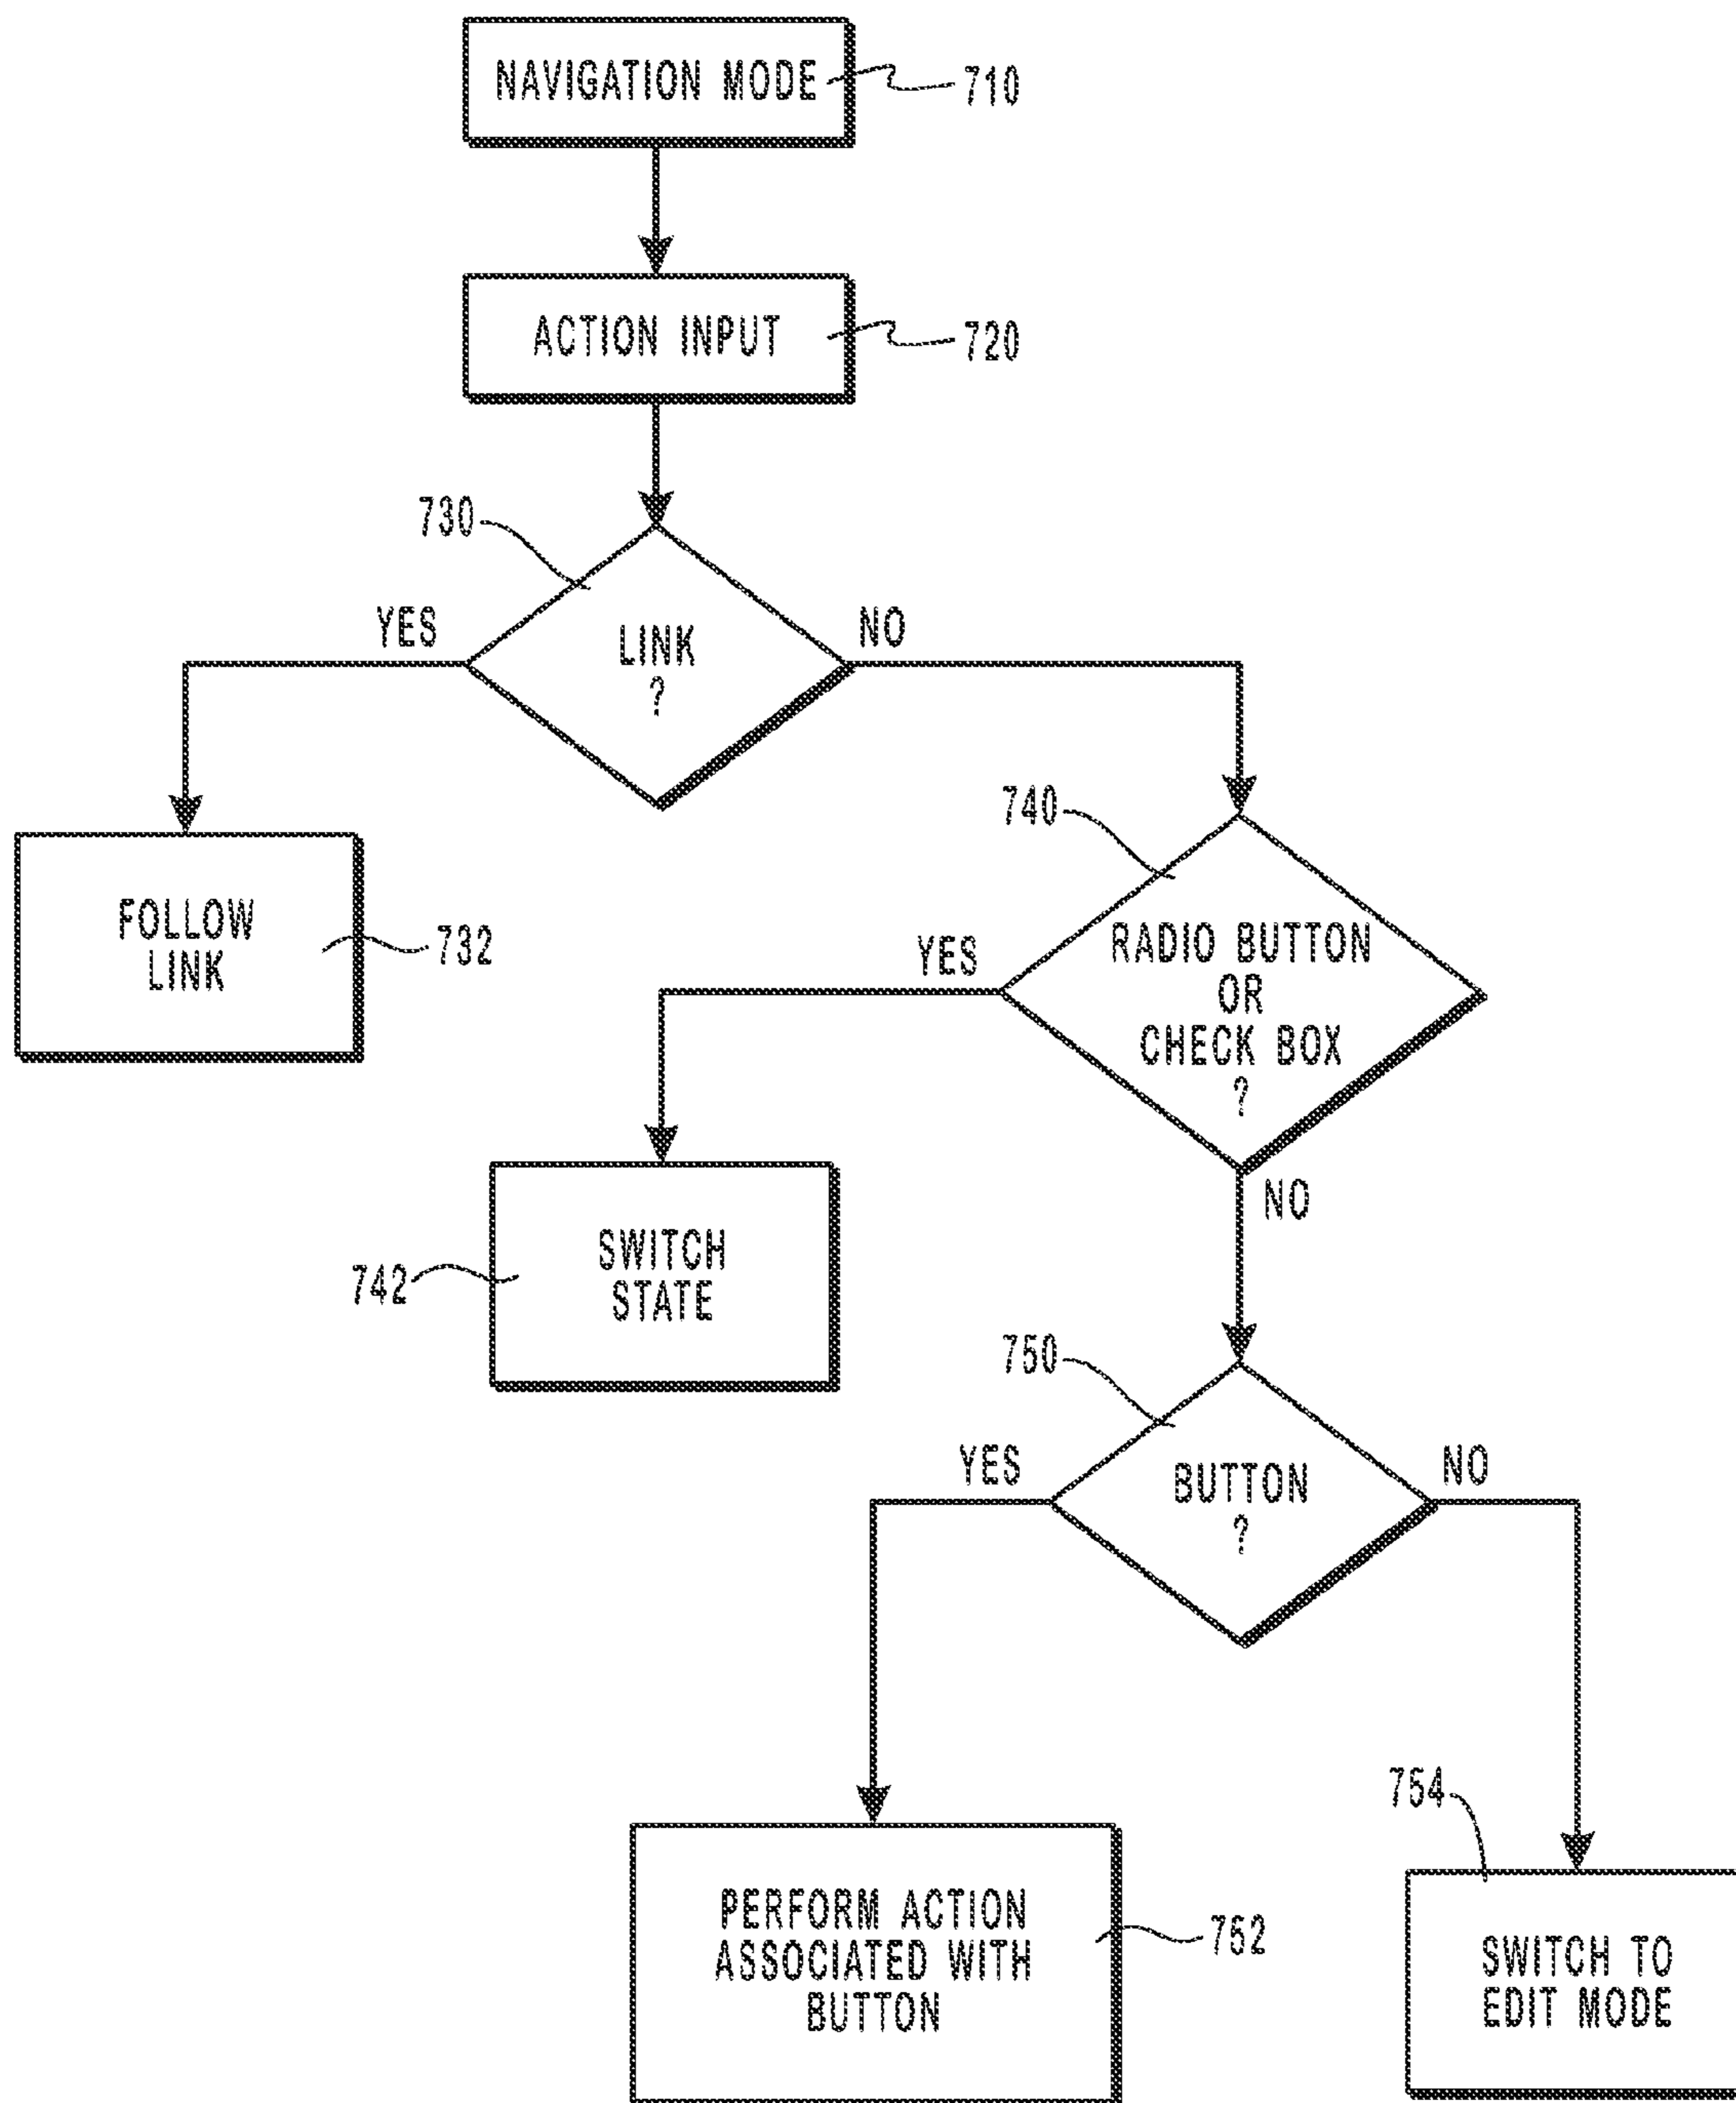 NAVIGATION MODE
710
ACTION INPUT
720
730
YES
NO
LINK
?
740
FOLLOW
LINK
732
YES
RADIO BUTTON
OR
CHECK BOX
?
NO
SWITCH
STATE
742
750
YES
NO
BUTTON
?
754
PERFORM ACTION
ASSOCIATED WITH
BUTTON
752
SWITCH TO
EDIT MODE